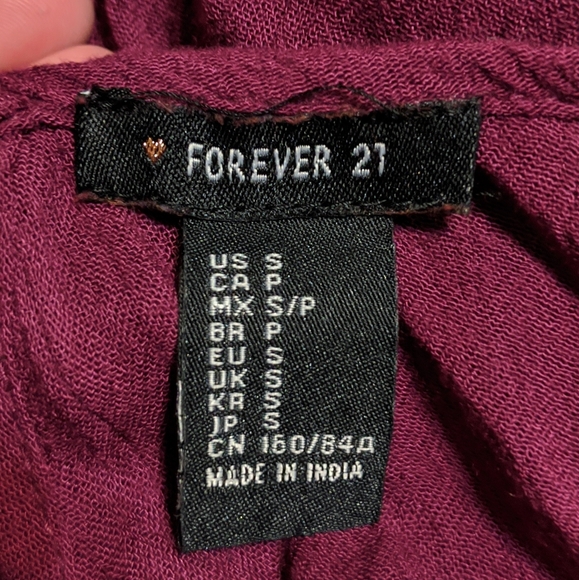 FOREVER 21
US S
CA P
MX S/P
BR P
EU S
UK S
KR S
JP S
CN 160/84A
MADE IN INDIA